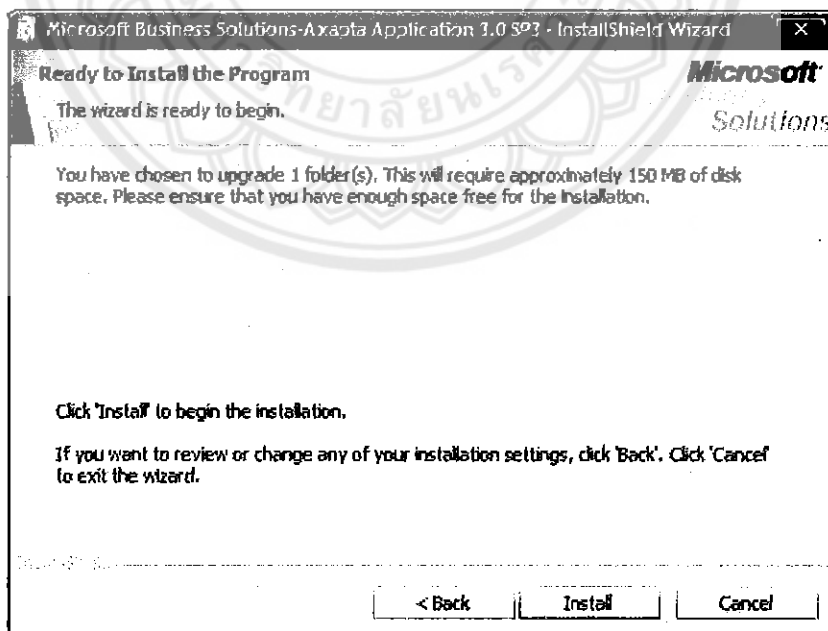 Microsoft Business Solutions-Axapta Application 3.0 SP3 - InstallShield Wizard
Ready to Install the Program
The wizard is ready to begin.
Microsoft
Solutions
You have chosen to upgrade 1 folder(s). This will require approximately 150 MB of disk
space. Please ensure that you have enough space free for the installation.
Click 'Install' to begin the installation.
If you want to review or change any of your installation settings, click 'Back'. Click 'Cancel'
to exit the wizard.
< Back
Install
Cancel